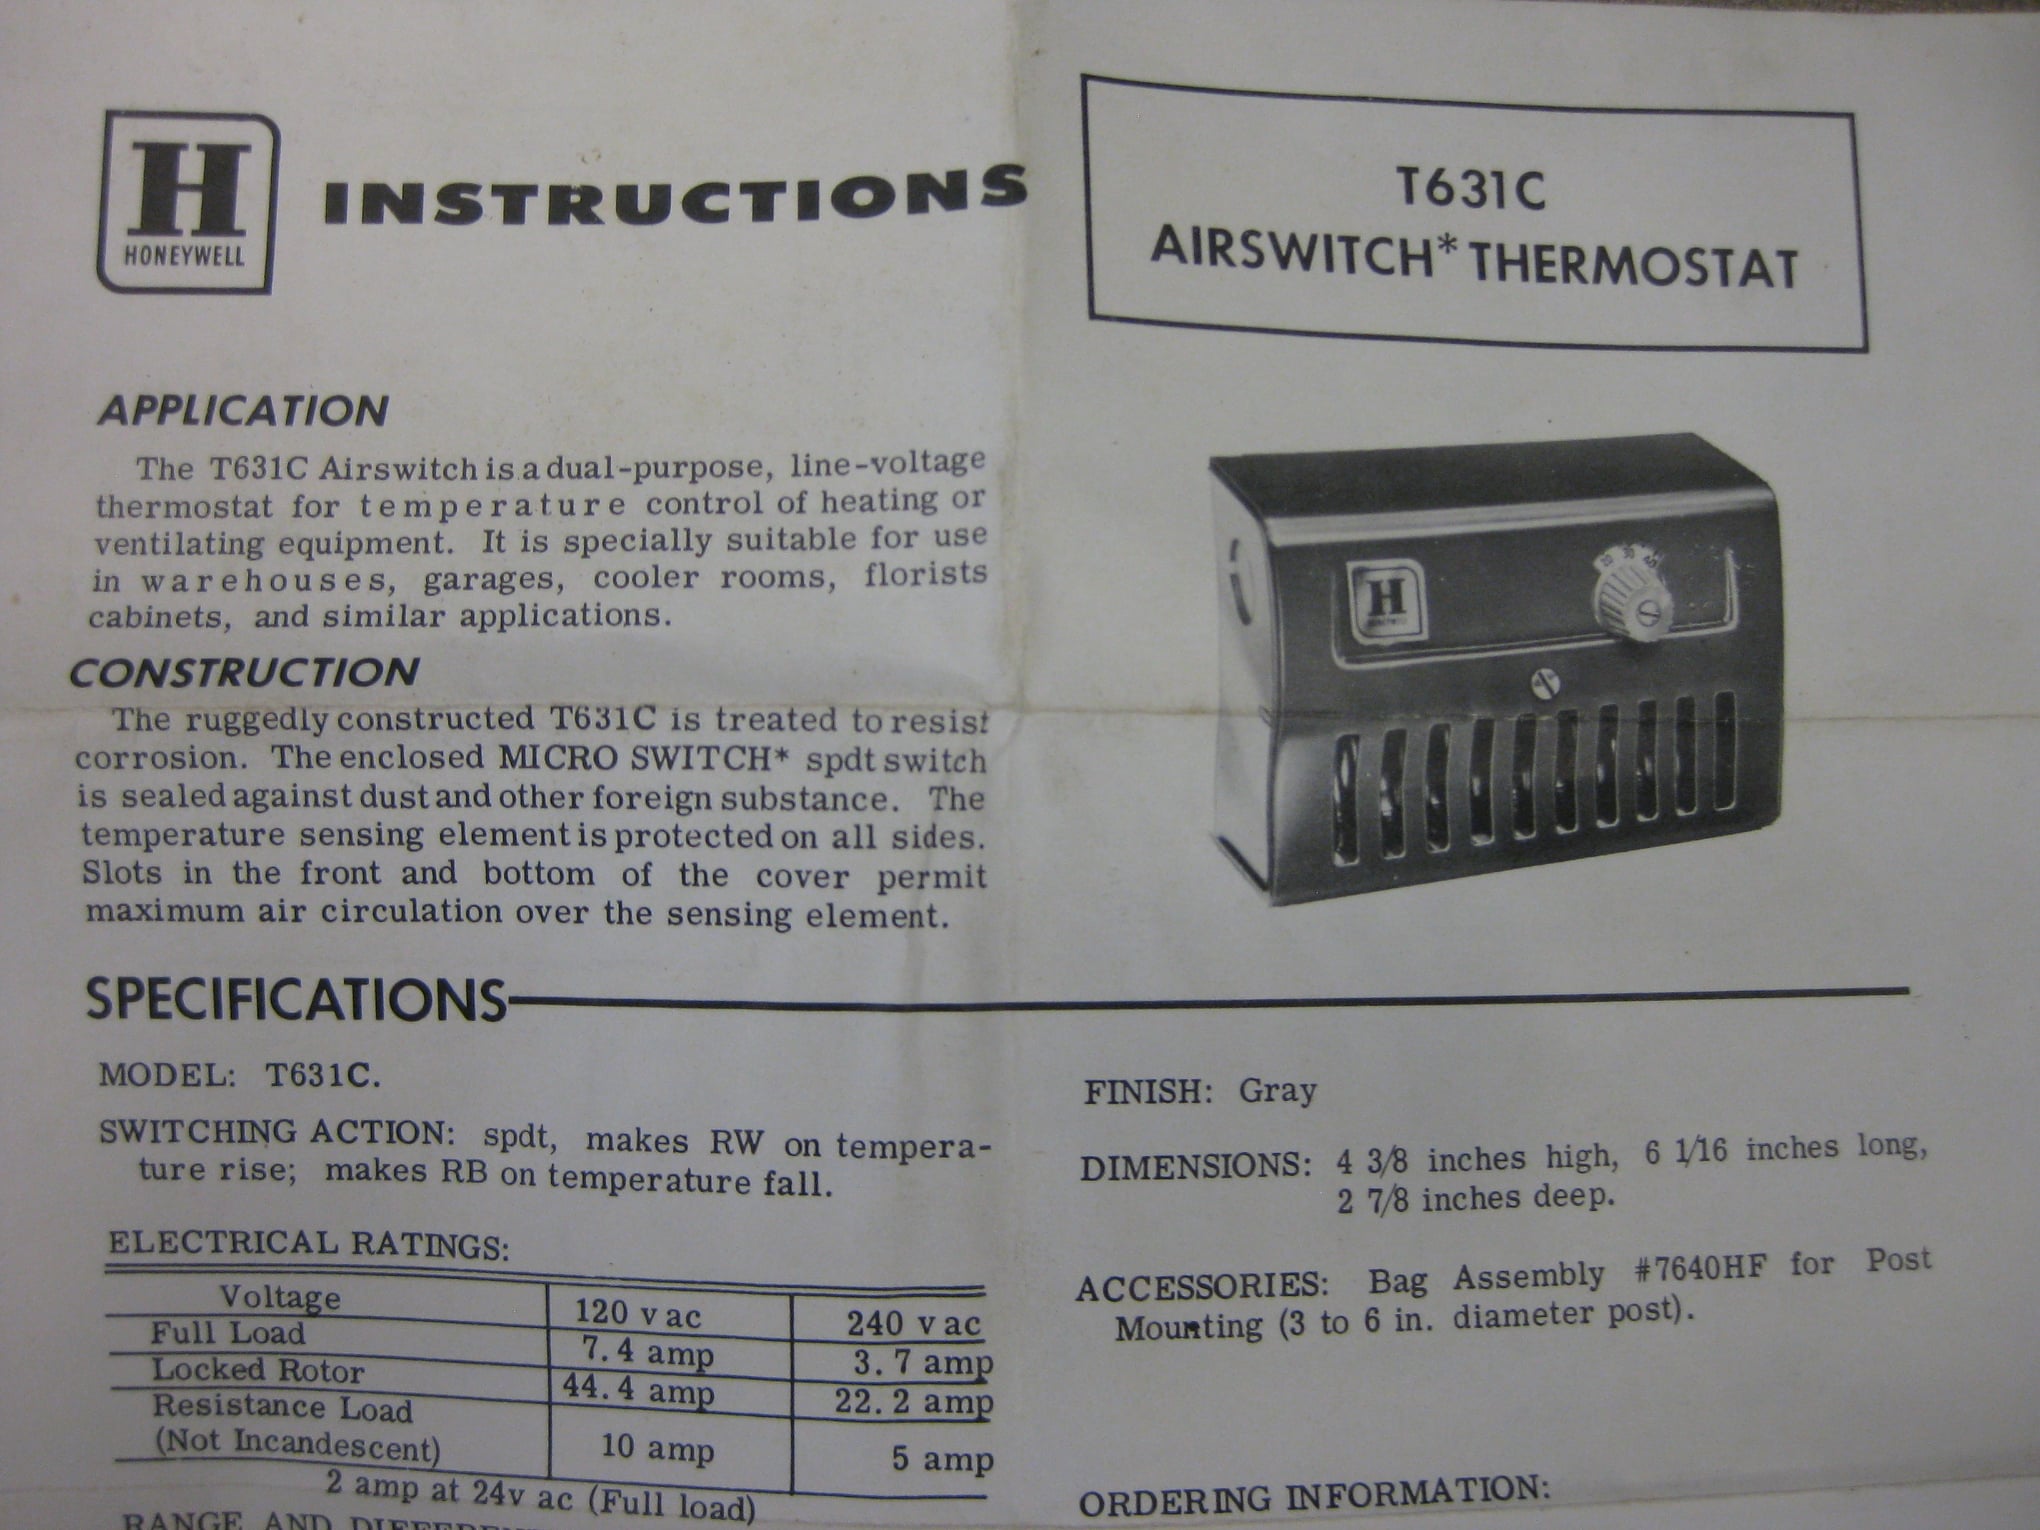 H
HONEYWELL
INSTRUCTIONS
T631C
AIRSWITCH* THERMOSTAT
APPLICATION
The T631C Airswitch is a dual-purpose, line-voltage
thermostat for temperature control of heating or
ventilating equipment. It is specially suitable for use
in warehouses, garages, cooler rooms, florists
cabinets, and similar applications.
CONSTRUCTION
The ruggedly constructed T631C is treated to resist
corrosion. The enclosed MICRO SWITCH* spdt switch
is sealed against dust and other foreign substance. The
temperature sensing element is protected on all sides.
Slots in the front and bottom of the cover permit
maximum air circulation over the sensing element.
H
HONEYWELL
20 30 40
SPECIFICATIONS
MODEL: T631C.
SWITCHING ACTION: spdt, makes RW on tempera-
ture rise; makes RB on temperature fall.
ELECTRICAL RATINGS:
Voltage 120 v ac 240 v ac
Full Load 7.4 amp 3.7 amp
Locked Rotor 44.4 amp 22.2 amp
Resistance Load
(Not Incandescent) 10 amp 5 amp
2 amp at 24v ac (Full load)
RANGE AND
FINISH: Gray
DIMENSIONS: 4 3/8 inches high, 6 1/16 inches long,
2 7/8 inches deep.
ACCESSORIES: Bag Assembly #7640HF for Post
Mounting (3 to 6 in. diameter post).
ORDERING INFORMATION: